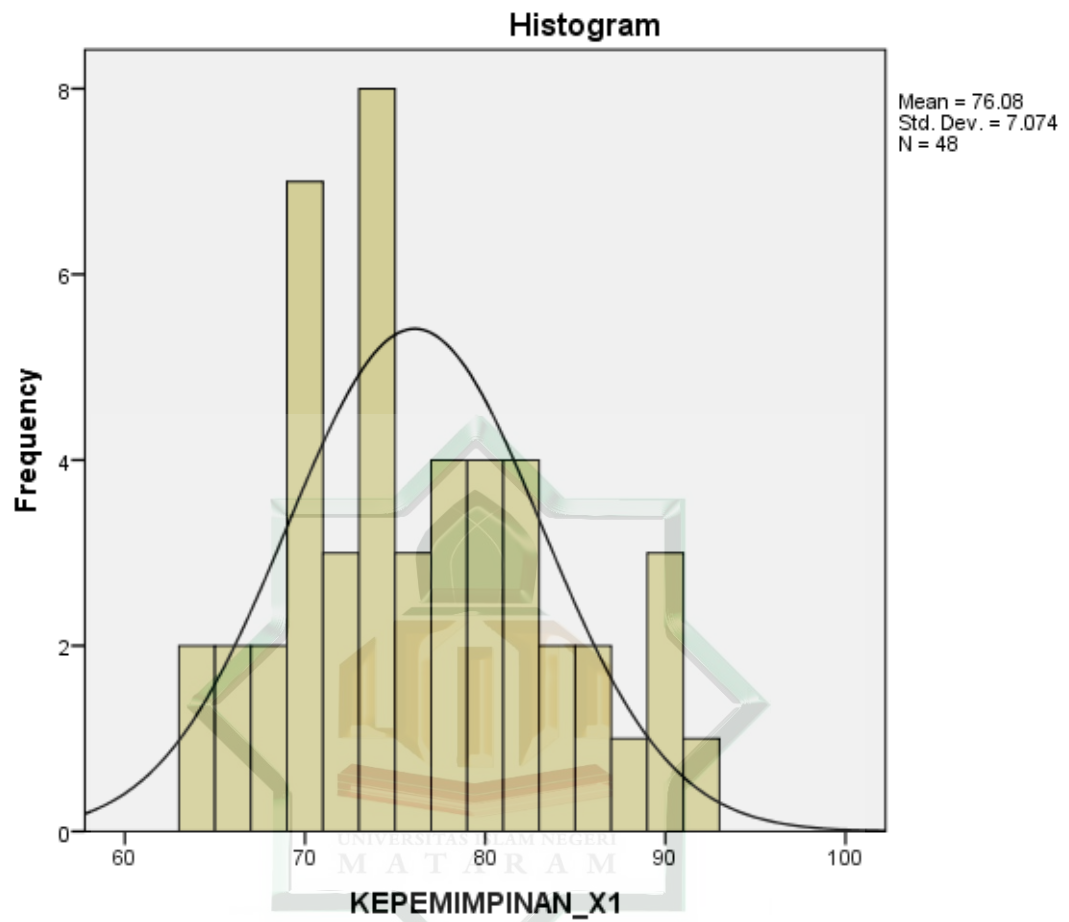 Histogram
Mean = 76.08
Std. Dev. = 7.074
N = 48
Frequency
8
6
4
2
0
60 70 80 90 100
UNIVERSITAS ISLAM NEGERI
M A T A R A M
KEPEMIMPINAN_X1